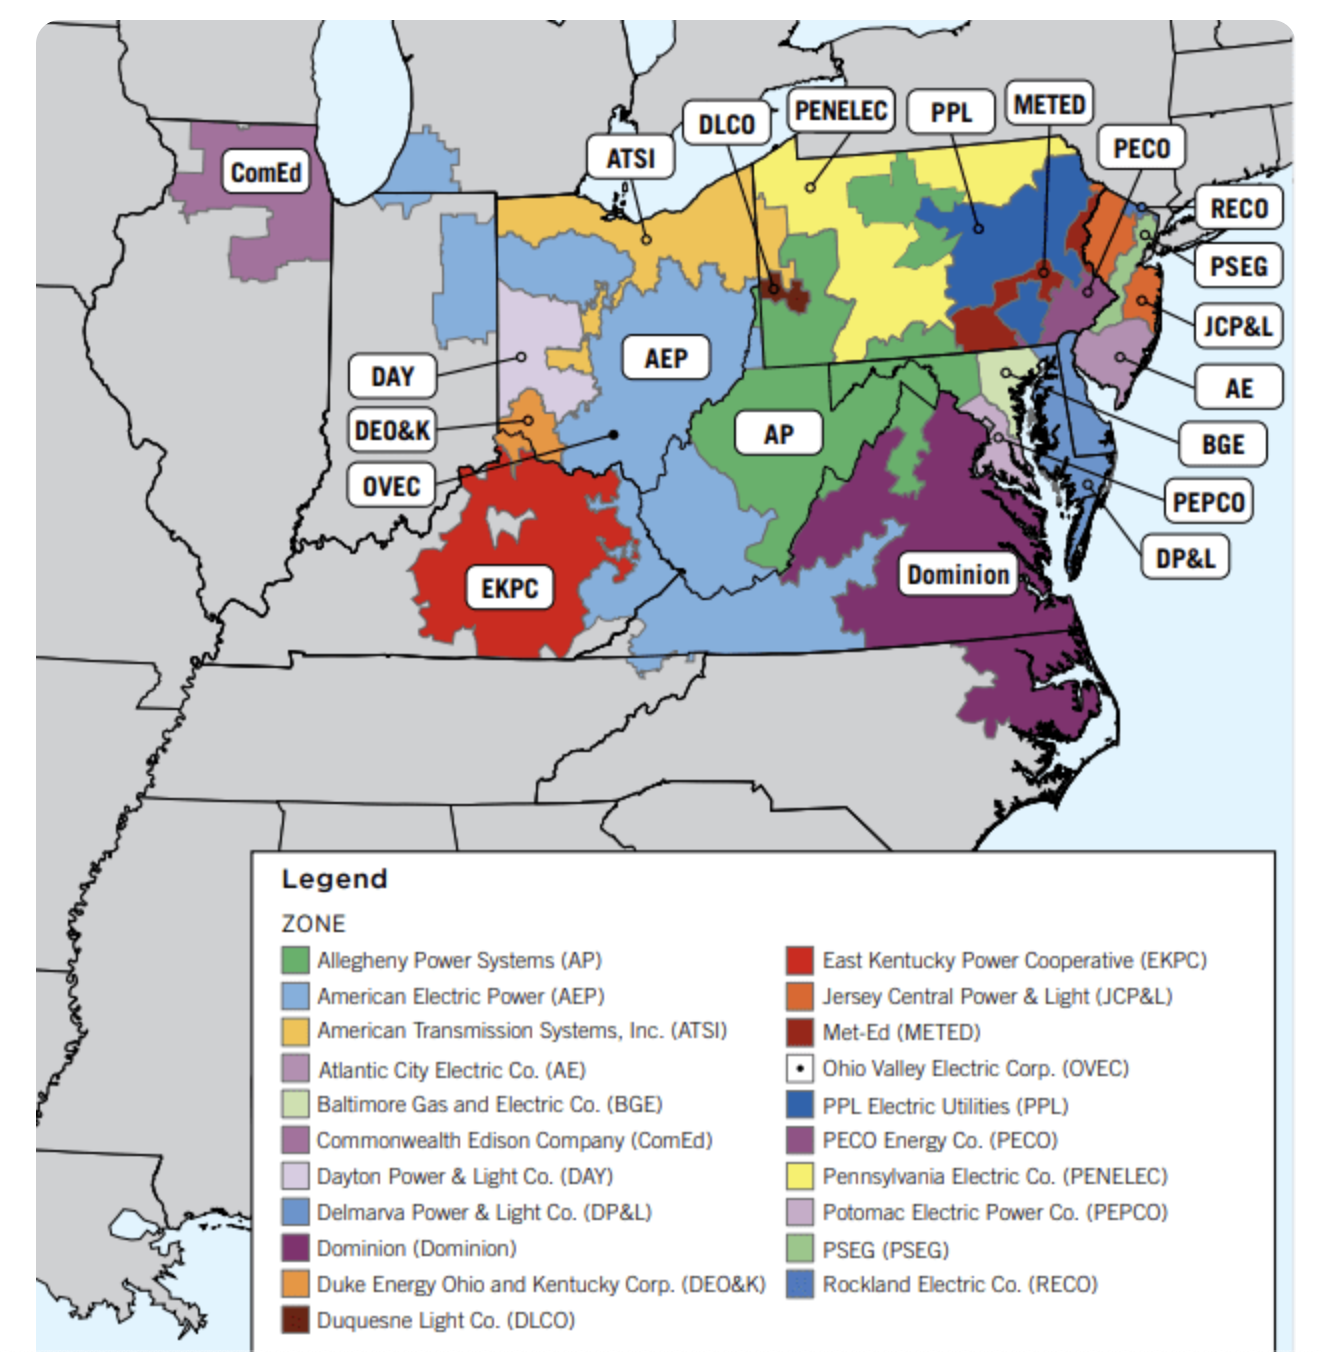 METED
PENELEC
PPL
DLCO
PECO
ATSI
ComEd
RECO
PSEG
JCP&L
AEP
DAY
AE
DEO&K
AP
BGE
OVEC
PEPCO
DP&L
Dominion
EKPC
Legend
ZONE
Allegheny Power Systems (AP)
American Electric Power (AEP)
American Transmission Systems, Inc. (ATSI)
Atlantic City Electric Co. (AE)
Baltimore Gas and Electric Co. (BGE)
Commonwealth Edison Company (ComEd)
Dayton Power & Light Co. (DAY)
Delmarva Power & Light Co. (DP&L)
Dominion (Dominion)
Duke Energy Ohio and Kentucky Corp. (DEO&K)
Duquesne Light Co. (DLCO)
East Kentucky Power Cooperative (EKPC)
Jersey Central Power & Light (JCP&L)
Met-Ed (METED)
Ohio Valley Electric Corp. (OVEC)
PPL Electric Utilities (PPL)
PECO Energy Co. (PECO)
Pennsylvania Electric Co. (PENELEC)
Potomac Electric Power Co. (PEPCO)
PSEG (PSEG)
Rockland Electric Co. (RECO)